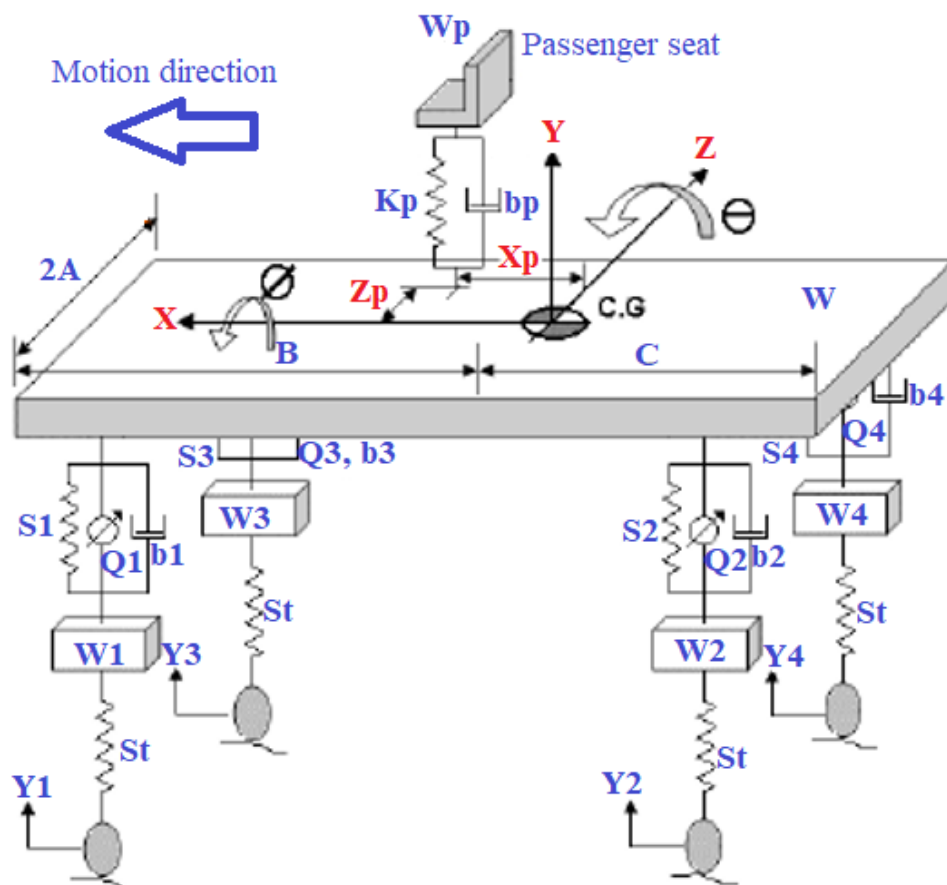 Wp
Passenger seat
Motion direction
Y
Z
Kp
bp
Θ
2A
Xp
Ø
Zp
C.G
W
X
B
C
b4
S3
Q3, b3
S4
Q4
S1
W3
S2
W4
Q1
b1
Q2
b2
St
St
W1
Y3
W2
Y4
St
St
Y1
Y2